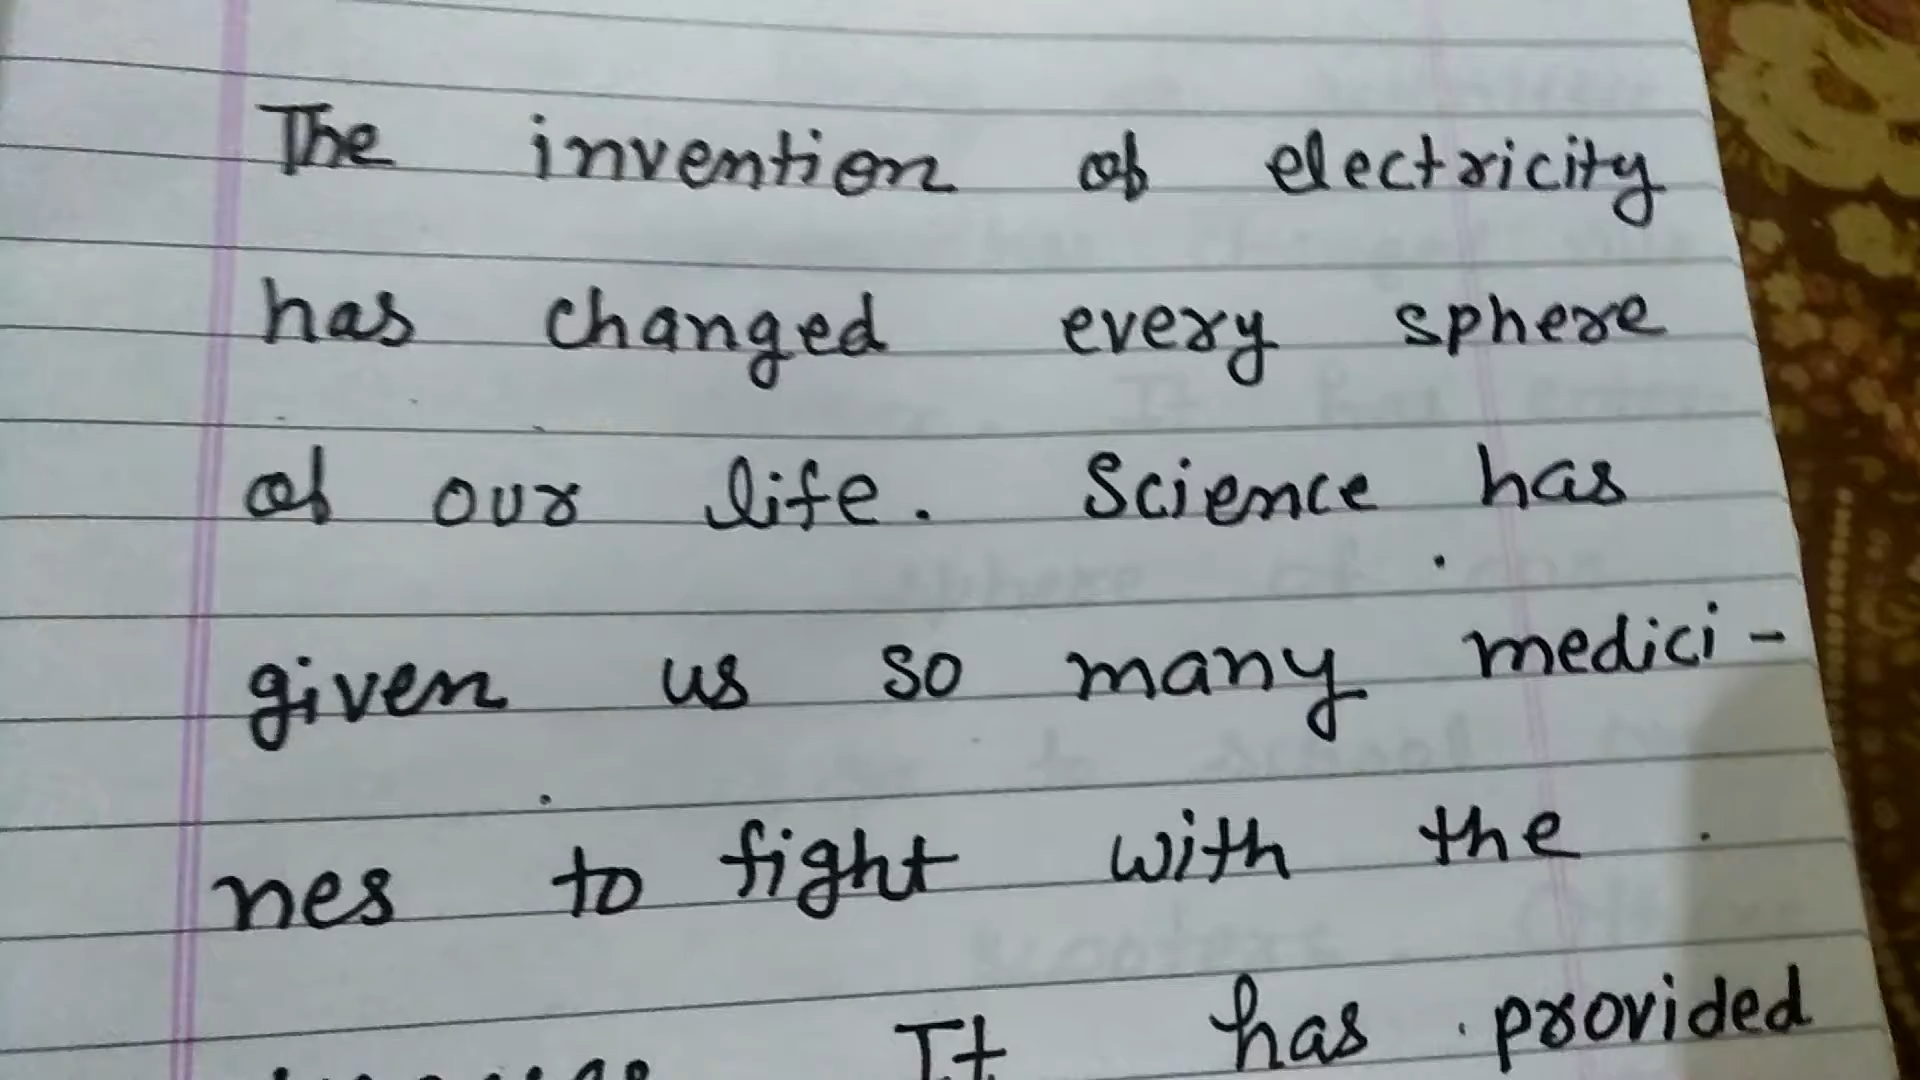 The invention of electricity
has changed every sphere
of our life. Science has
given us so many medici-
nes to fight with the
It has provided